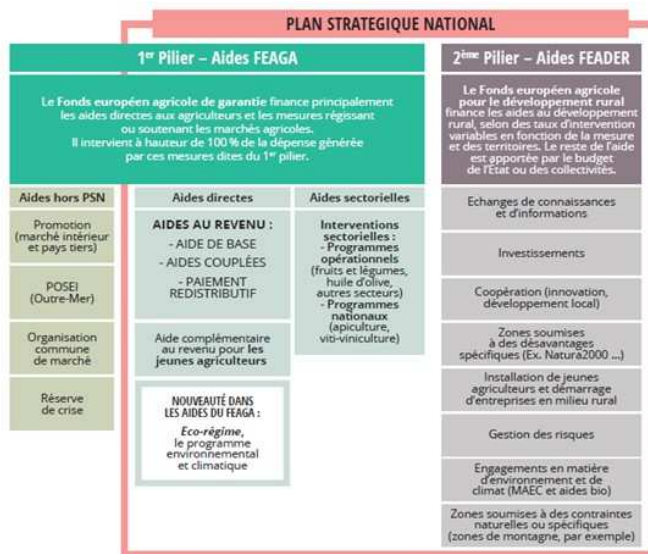 PLAN STRATEGIQUE NATIONAL
1er Pilier – Aides FEAGA
Le Fonds européen agricole de garantie finance principalement
les aides directes aux agriculteurs et les mesures régissant
ou soutenant les marchés agricoles.
Il intervient à hauteur de 100 % de la dépense générée
par ces mesures dites du 1er pilier.
Aides hors PSN
Promotion
(marché intérieur
et pays tiers)
POSEI
(Outre-Mer)
Organisation
commune
de marché
Réserve
de crise
Aides directes
AIDES AU REVENU :
- AIDE DE BASE
- AIDES COUPLÉES
- PAIEMENT
REDISTRIBUTIF
Aide complémentaire
au revenu pour les
jeunes agriculteurs
NOUVEAUTÉ DANS
LES AIDES DU FEAGA :
Eco-régime,
le programme
environnemental
et climatique
Aides sectorielles
Interventions
sectorielles :
- Programmes
opérationnels
(fruits et légumes,
huile d'olive,
autres secteurs)
- Programmes
nationaux
(apiculture,
viti-viniculture)
2ème Pilier – Aides FEADER
Le Fonds européen agricole
pour le développement rural
finance les aides au développement
rural, selon des taux d'intervention
variables en fonction de la mesure
et des territoires. Le reste de l'aide
est apportée par le budget
de l'État ou des collectivités.
Echanges de connaissances
et d'informations
Investissements
Coopération (innovation,
développement local)
Zones soumises
à des désavantages
spécifiques (Ex. Natura2000 ...)
Installation de jeunes
agriculteurs et démarrage
d'entreprises en milieu rural
Gestion des risques
Engagements en matière
d'environnement et de
climat (MAEC et aides bio)
Zones soumises à des contraintes
naturelles ou spécifiques
(zones de montagne, par exemple)